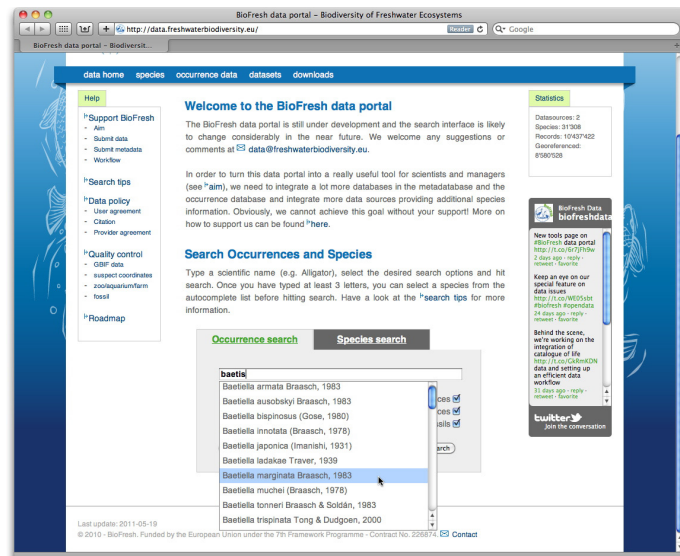 BioFresh data portal – Biodiversity of Freshwater Ecosystems
http://data.freshwaterbiodiversity.eu/
Reader
Google
BioFresh data portal – Biodiversit...
data home species occurrence data datasets downloads
Help
Support BioFresh
- Aim
- Submit data
- Submit metadata
- Workflow
Search tips
Data policy
- User agreement
- Citation
- Provider agreement
Quality control
- GBIF data
- suspect coordinates
- zoo/aquarium/farm
- fossil
Roadmap
Welcome to the BioFresh data portal
The BioFresh data portal is still under development and the search interface is likely
to change considerably in the near future. We welcome any suggestions or
comments at data@freshwaterbiodiversity.eu.
In order to turn this data portal into a really useful tool for scientists and managers
(see aim), we need to integrate a lot more databases in the metadatabase and the
occurrence database and integrate more data sources providing additional species
information. Obviously, we cannot achieve this goal without your support! More on
how to support us can be found here.
Search Occurrences and Species
Type a scientific name (e.g. Alligator), select the desired search options and hit
search. Once you have typed at least 3 letters, you can select a species from the
autocomplete list before hitting search. Have a look at the search tips for more
information.
Occurrence search Species search
baetis
Baetiella armata Braasch, 1983
Baetiella ausobskyi Braasch, 1983
Baetiella bispinosus (Gose, 1980)
Baetiella innotata (Braasch, 1978)
Baetiella japonica (Imanishi, 1931)
Baetiella ladakae Traver, 1939
Baetiella marginata Braasch, 1983
Baetiella muchei (Braasch, 1978)
Baetiella tonneri Braasch & Soldán, 1983
Baetiella trispinata Tong & Dudgoen, 2000
ces
ces
sils
arch)
Statistics
Datasources: 2
Species: 31'308
Records: 10'437'422
Georeferenced:
8'580'528
BioFresh Data
biofreshdata
New tools page on
#BioFresh data portal
http://t.co/6r7jFh9w
2 days ago · reply ·
retweet · favorite
Keep an eye on our
special feature on
data issues
http://t.co/WE05sbt
#biofresh #opendata
24 days ago · reply ·
retweet · favorite
Behind the scene,
we're working on the
integration of
catalogue of life
http://t.co/GkRmKDN
data and setting up
an efficient data
workflow
31 days ago · reply ·
retweet · favorite
twitter
Join the conversation
Last update: 2011-05-19
© 2010 - BioFresh. Funded by the European Union under the 7th Framework Programme - Contract No. 226874. Contact